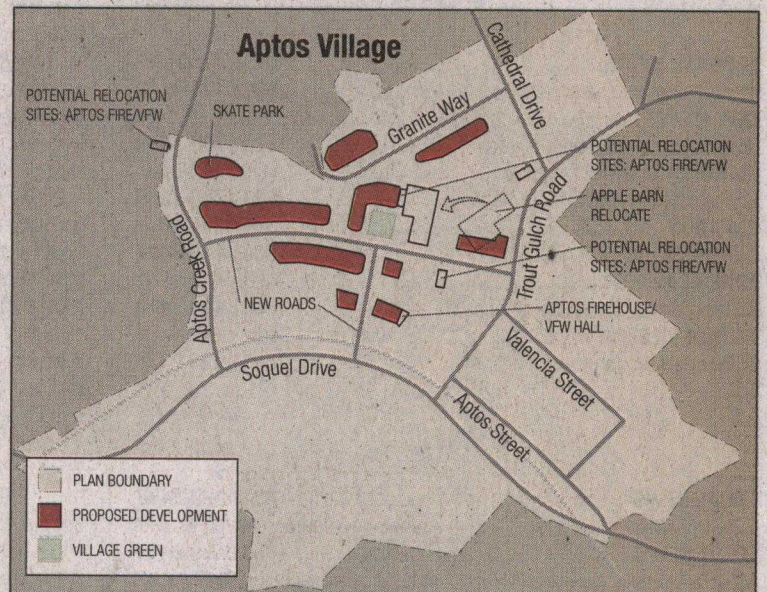 Aptos Village
Cathedral Drive
POTENTIAL RELOCATION
SITES: APTOS FIRE/VFW
SKATE PARK
Granite Way
POTENTIAL RELOCATION
SITES: APTOS FIRE/VFW
APPLE BARN
RELOCATE
Trout Gulch Road
POTENTIAL RELOCATION
SITES: APTOS FIRE/VFW
Aptos Creek Road
NEW ROADS
APTOS FIREHOUSE/
VFW HALL
Valencia Street
Soquel Drive
Aptos Street
PLAN BOUNDARY
PROPOSED DEVELOPMENT
VILLAGE GREEN